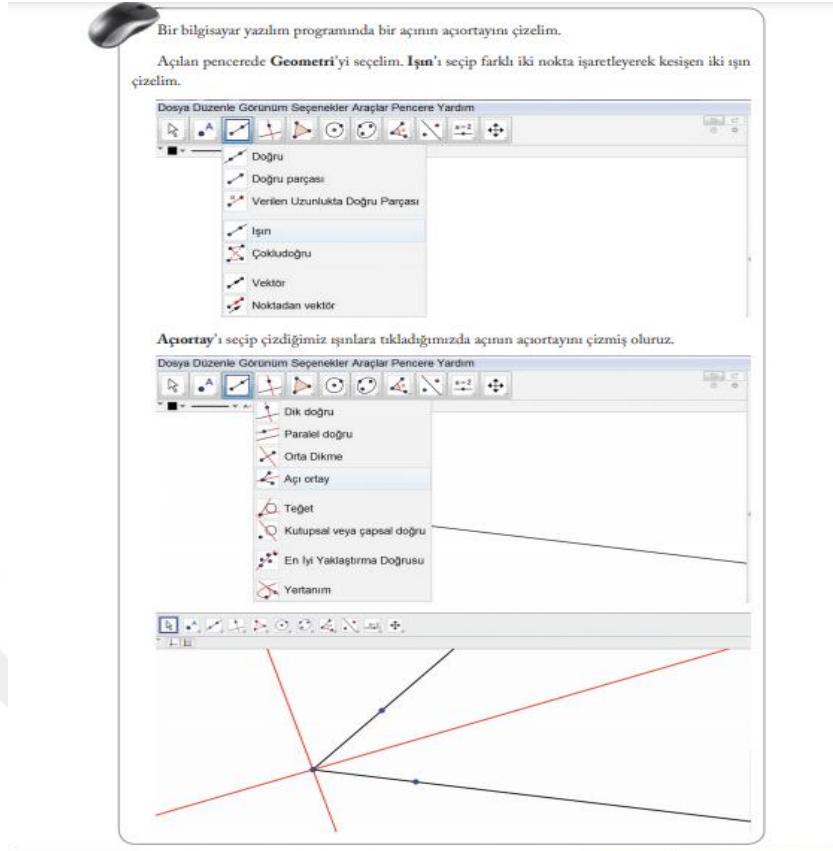 Bir bilgisayar yazılım programında bir açının açıortayını çizelim.
Açılan pencerede Geometri'yi seçelim. Işın'ı seçip farklı iki nokta işaretleyerek kesişen iki ışın
çizelim.
Dosya Düzenle Görünüm Seçenekler Araçlar Pencere Yardım
A
a=2
Doğru
Doğru parçası
Verilen Uzunlukta Doğru Parçası
Işın
Çokludoğru
Vektör
Noktadan vektör
Açıortay'ı seçip çizdiğimiz ışınlara tıkladığımızda açının açıortayını çizmiş oluruz.
Dosya Düzenle Görünüm Seçenekler Araçlar Pencere Yardım
A
a=2
Dik doğru
Paralel doğru
Orta Dikme
Açı ortay
Teğet
Kutupsal veya çapsal doğru
En İyi Yaklaştırma Doğrusu
Yertanım